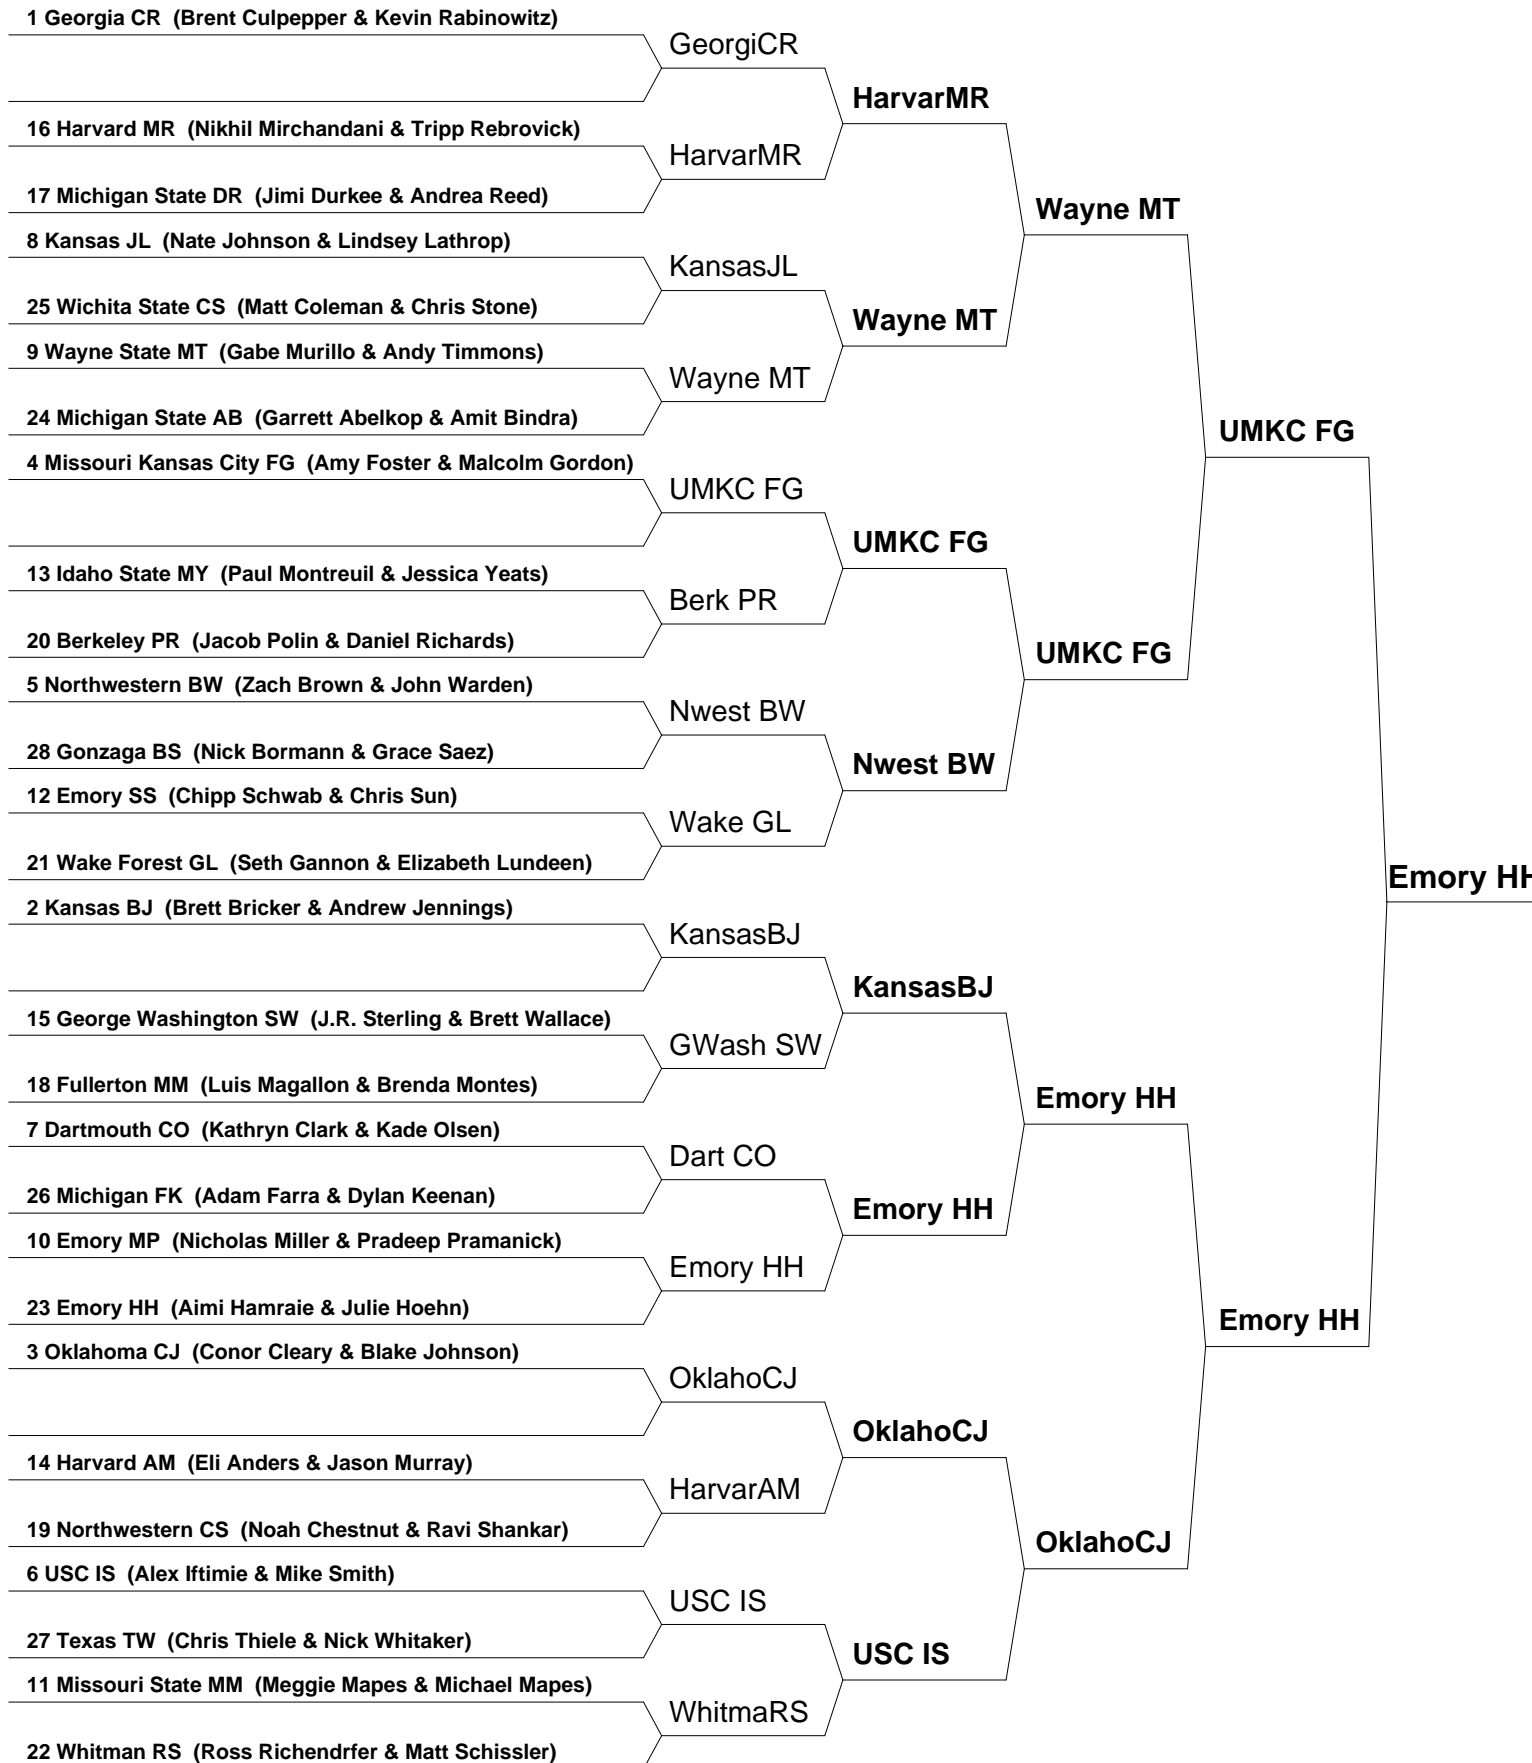 1 Georgia CR (Brent Culpepper & Kevin Rabinowitz)
16 Harvard MR (Nikhil Mirchandani & Tripp Rebrovick)
17 Michigan State DR (Jimi Durkee & Andrea Reed)
8 Kansas JL (Nate Johnson & Lindsey Lathrop)
25 Wichita State CS (Matt Coleman & Chris Stone)
9 Wayne State MT (Gabe Murillo & Andy Timmons)
24 Michigan State AB (Garrett Abelkop & Amit Bindra)
4 Missouri Kansas City FG (Amy Foster & Malcolm Gordon)
13 Idaho State MY (Paul Montreuil & Jessica Yeats)
20 Berkeley PR (Jacob Polin & Daniel Richards)
5 Northwestern BW (Zach Brown & John Warden)
28 Gonzaga BS (Nick Bormann & Grace Saez)
12 Emory SS (Chipp Schwab & Chris Sun)
21 Wake Forest GL (Seth Gannon & Elizabeth Lundeen)
2 Kansas BJ (Brett Bricker & Andrew Jennings)
15 George Washington SW (J.R. Sterling & Brett Wallace)
18 Fullerton MM (Luis Magallon & Brenda Montes)
7 Dartmouth CO (Kathryn Clark & Kade Olsen)
26 Michigan FK (Adam Farra & Dylan Keenan)
10 Emory MP (Nicholas Miller & Pradeep Pramanick)
23 Emory HH (Aimi Hamraie & Julie Hoehn)
3 Oklahoma CJ (Conor Cleary & Blake Johnson)
14 Harvard AM (Eli Anders & Jason Murray)
19 Northwestern CS (Noah Chestnut & Ravi Shankar)
6 USC IS (Alex Iftimie & Mike Smith)
27 Texas TW (Chris Thiele & Nick Whitaker)
11 Missouri State MM (Meggie Mapes & Michael Mapes)
22 Whitman RS (Ross Richendrfer & Matt Schissler)
GeorgiCR
HarvarMR
KansasJL
Wayne MT
UMKC FG
Berk PR
Nwest BW
Wake GL
KansasBJ
GWash SW
Dart CO
Emory HH
OklahoCJ
HarvarAM
USC IS
WhitmaRS
HarvarMR
Wayne MT
UMKC FG
Nwest BW
KansasBJ
Emory HH
OklahoCJ
USC IS
Wayne MT
UMKC FG
Emory HH
OklahoCJ
UMKC FG
Emory HH
Emory HH